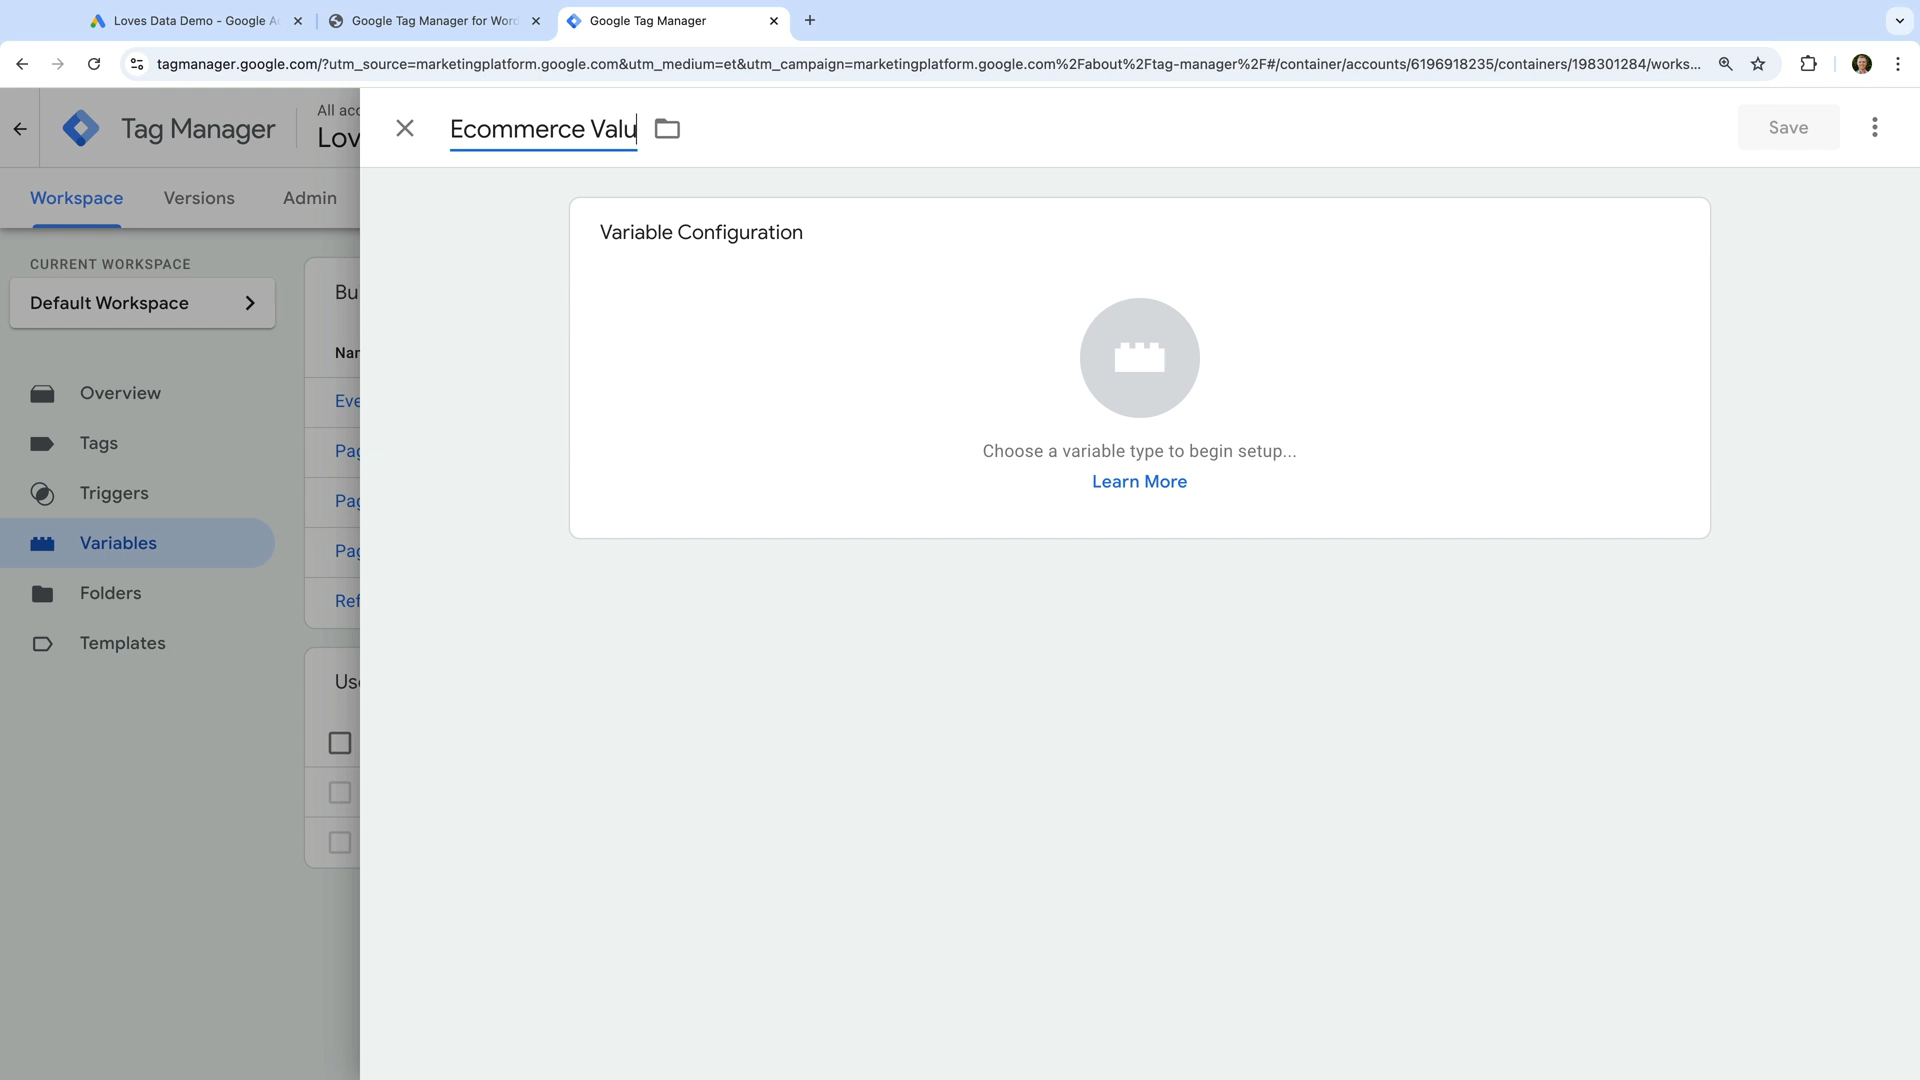 Loves Data Demo - Google A
Google Tag Manager for Word
Google Tag Manager
tagmanager.google.com/?utm_source=marketingplatform.google.com&utm_medium=et&utm_campaign=marketingplatform.google.com%2Fabout%2Ftag-manager%2F#/container/accounts/6196918235/containers/198301284/works...
Tag Manager
All acc
Lov
Ecommerce Valu
Save
Workspace
Versions
Admin
CURRENT WORKSPACE
Default Workspace
Overview
Tags
Triggers
Variables
Folders
Templates
Bu
Nar
Eve
Pag
Pag
Pag
Ref
Use
Variable Configuration
Choose a variable type to begin setup...
Learn More